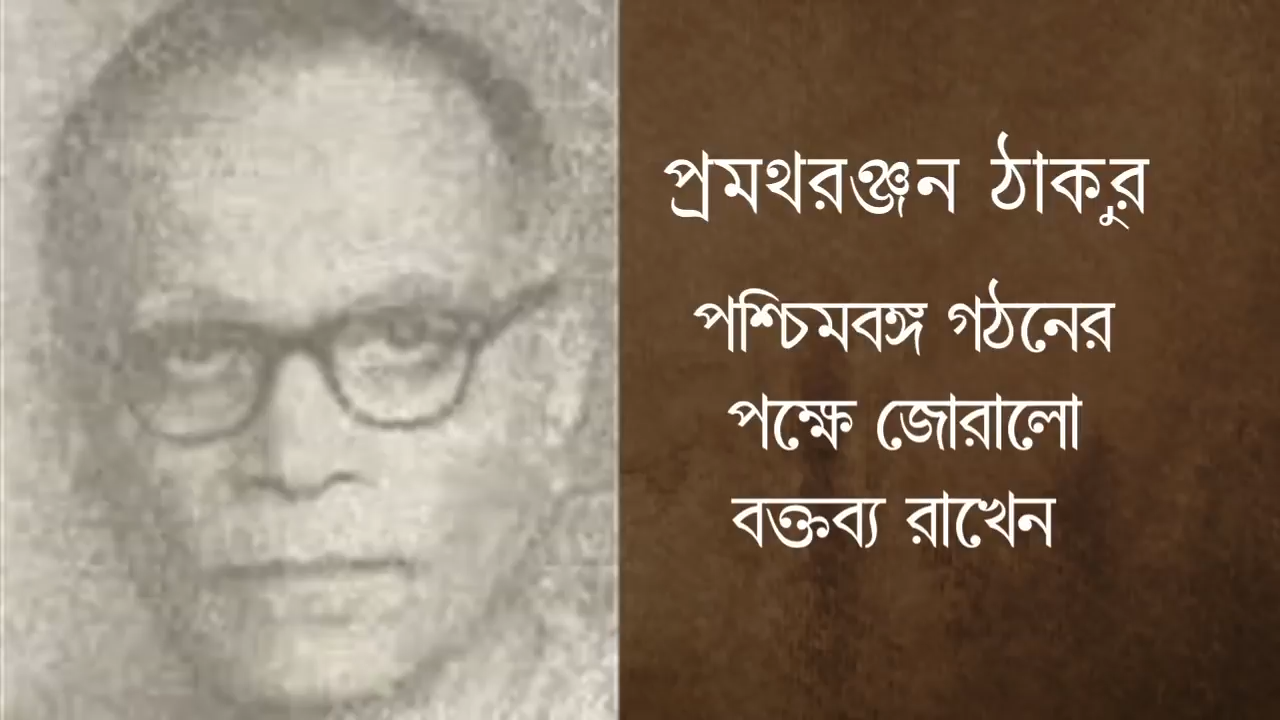 প্রমথরঞ্জন ঠাকুর
পশ্চিমবঙ্গ গঠনের
পক্ষে জোরালো
বক্তব্য রাখেন